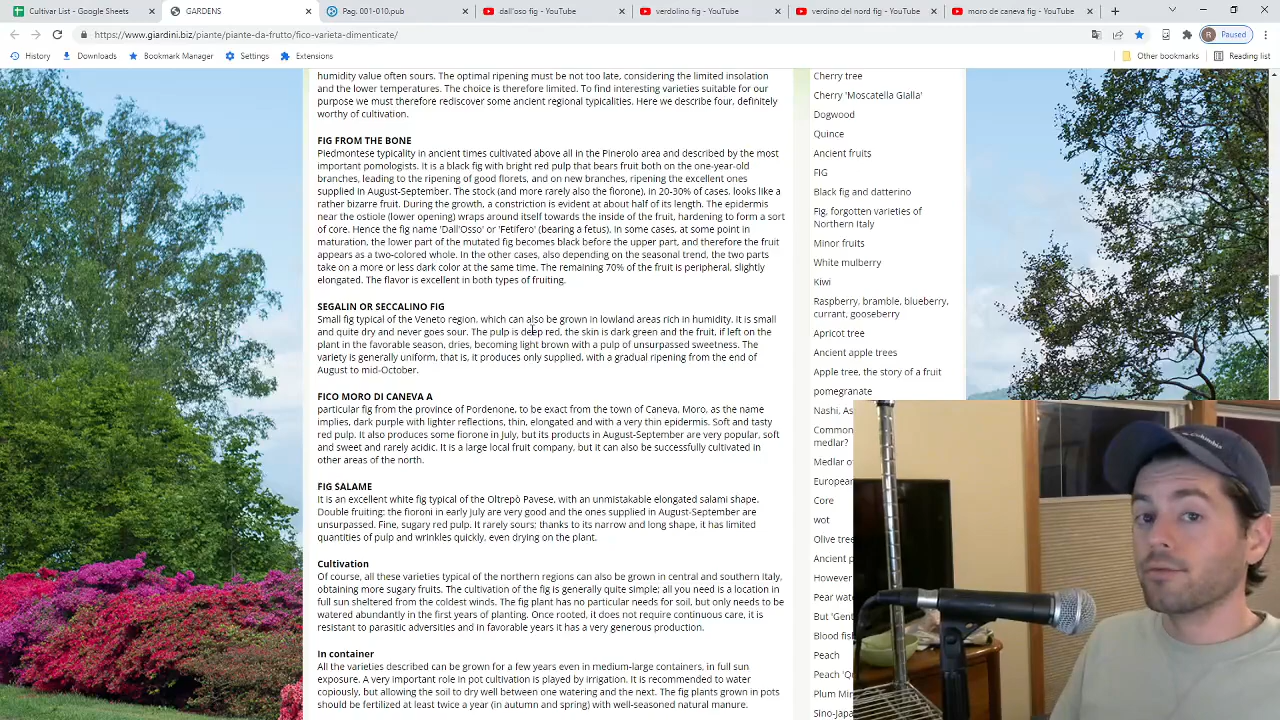 Cultivar List - Google Sheets
GARDENS
Pag. 001-010.pub
dall'oso fig - YouTube
verdolino fig - YouTube
verdino del nord fig - YouTube
moro de caneva fig - YouTube
https://www.giardini.biz/piante/piante-da-frutto/fico-varieta-dimenticate/
R Paused
History
Downloads
Bookmark Manager
Settings
Extensions
Other bookmarks
Reading list
humidity value often sours. The optimal ripening must be not too late, considering the limited insolation
and the lower temperatures. The choice is therefore limited. To find interesting varieties suitable for our
purpose we must therefore rediscover some ancient regional typicalities. Here we describe four, definitely
worthy of cultivation.
FIG FROM THE BONE
Piedmontese typicality in ancient times cultivated above all in the Pinerolo area and described by the most
important pomologists. It is a black fig with bright red pulp that bears fruit both on the one-year-old
branches, leading to the ripening of good florets, and on new branches, ripening the excellent ones
supplied in August-September. The stock (and more rarely also the fiorone), in 20-30% of cases, looks like a
rather bizarre fruit. During the growth, a constriction is evident at about half of its length. The epidermis
near the ostiole (lower opening) wraps around itself towards the inside of the fruit, hardening to form a sort
of core. Hence the fig name 'Dall'Osso' or 'Fetifero' (bearing a fetus). In some cases, at some point in
maturation, the lower part of the mutated fig becomes black before the upper part, and therefore the fruit
appears as a two-colored whole. In the other cases, also depending on the seasonal trend, the two parts
take on a more or less dark color at the same time. The remaining 70% of the fruit is peripheral, slightly
elongated. The flavor is excellent in both types of fruiting.
SEGALIN OR SECCALINO FIG
Small fig typical of the Veneto region, which can also be grown in lowland areas rich in humidity. It is small
and quite dry and never goes sour. The pulp is deep red, the skin is dark green and the fruit, if left on the
plant in the favorable season, dries, becoming light brown with a pulp of unsurpassed sweetness. The
variety is generally uniform, that is, it produces only supplied, with a gradual ripening from the end of
August to mid-October.
FICO MORO DI CANEVA A
particular fig from the province of Pordenone, to be exact from the town of Caneva. Moro, as the name
implies, dark purple with lighter reflections, thin, elongated and with a very thin epidermis. Soft and tasty
red pulp. It also produces some fiorone in July, but its products in August-September are very popular, soft
and sweet and rarely acidic. It is a large local fruit company, but it can also be successfully cultivated in
other areas of the north.
FIG SALAME
It is an excellent white fig typical of the Oltrepò Pavese, with an unmistakable elongated salami shape.
Double fruiting: the fioroni in early July are very good and the ones supplied in August-September are
unsurpassed. Fine, sugary red pulp. It rarely sours; thanks to its narrow and long shape, it has limited
quantities of pulp and wrinkles quickly, even drying on the plant.
Cultivation
Of course, all these varieties typical of the northern regions can also be grown in central and southern Italy,
obtaining more sugary fruits. The cultivation of the fig is generally quite simple; all you need is a location in
full sun sheltered from the coldest winds. The fig plant has no particular needs for soil, but only needs to be
watered abundantly in the first years of planting. Once rooted, it does not require continuous care, it is
resistant to parasitic adversities and in favorable years it has a very generous production.
In container
All the varieties described can be grown for a few years even in medium-large containers, in full sun
exposure. A very important role in pot cultivation is played by irrigation. It is recommended to water
copiously, but allowing the soil to dry well between one watering and the next. The fig plants grown in pots
should be fertilized at least twice a year (in autumn and spring) with well-seasoned natural manure.
Cherry tree
Cherry 'Moscatella Gialla'
Dogwood
Quince
Ancient fruits
FIG
Black fig and datterino
Fig, forgotten varieties of
Northern Italy
Minor fruits
White mulberry
Kiwi
Raspberry, bramble, blueberry,
currant, gooseberry
Apricot tree
Ancient apple trees
Apple tree, the story of a fruit
pomegranate
Nashi, As
Common
medlar?
Medlar o
European
Core
wot
Olive tree
Ancient p
However
Pear wate
But 'Gent
Blood fish
Peach
Peach 'Or
Plum Mir
Sino-Japa
Columbia